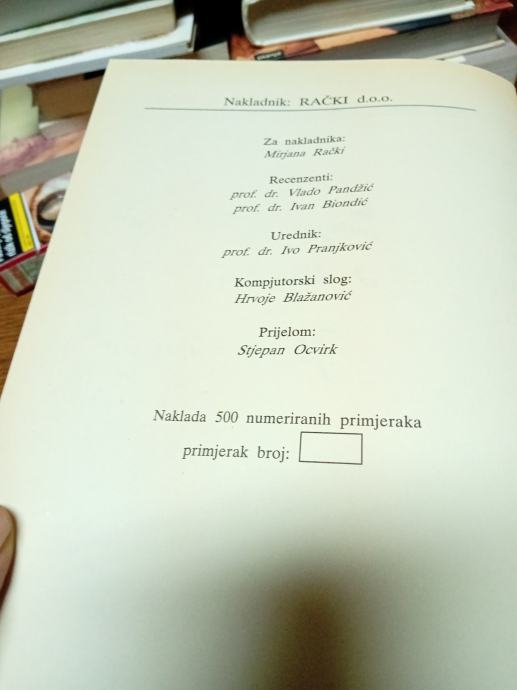 Nakladnik: RAČKI d.o.o.
Za nakladnika:
Mirjana Rački
Recenzenti:
prof. dr. Vlado Pandžić
prof. dr. Ivan Biondić
Urednik:
prof. dr. Ivo Pranjković
Kompjutorski slog:
Hrvoje Blažanović
Prijelom:
Stjepan Ocvirk
Naklada 500 numeriranih primjeraka
primjerak broj: